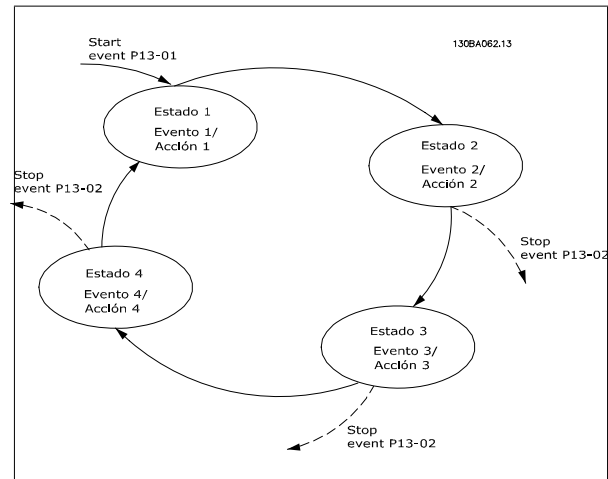 Start
event P13-01
130BA062.13
Estado 1
Evento 1/
Acción 1
Estado 2
Evento 2/
Acción 2
Stop
event P13-02
Stop
event P13-02
Estado 4
Evento 4/
Acción 4
Estado 3
Evento 3/
Acción 3
Stop
event P13-02